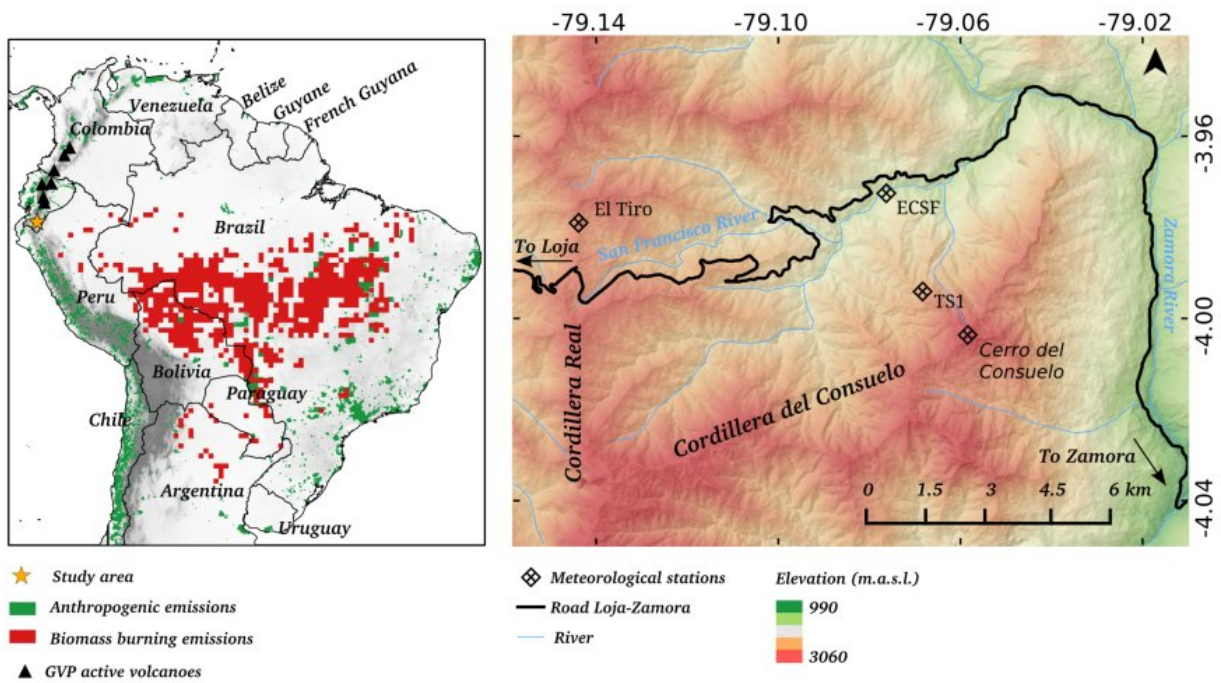 Belize
Guyane
French Guyana
Venezuela
Colombia
Brazil
Peru
Bolivia
Paraguay
Chile
Argentina
Uruguay
Study area
Anthropogenic emissions
Biomass burning emissions
GVP active volcanoes
-79.14 -79.10 -79.06 -79.02
-3.96
-4.00
-4.04
El Tiro
ECSF
San Francisco River
To Loja
Zamora River
TS1
Cerro del
Consuelo
Cordillera Real
Cordillera del Consuelo
To Zamora
0 1.5 3 4.5 6 km
Meteorological stations
Road Loja-Zamora
River
Elevation (m.a.s.l.)
990
3060